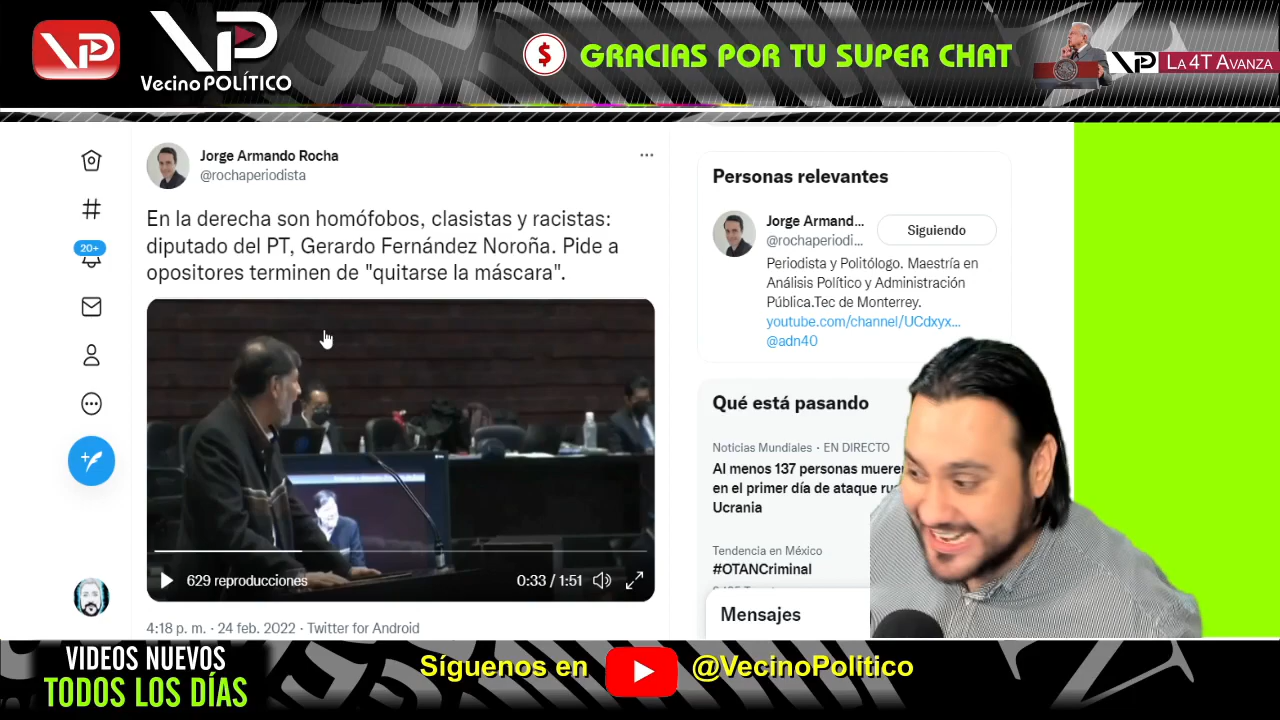 VP
Vecino POLÍTICO
$ GRACIAS POR TU SUPER CHAT
VP LA 4T AVANZA
Jorge Armando Rocha
@rochaperiodista
En la derecha son homófobos, clasistas y racistas:
diputado del PT, Gerardo Fernández Noroña. Pide a
opositores terminen de "quitarse la máscara".
629 reproducciones
0:33 / 1:51
4:18 p. m. · 24 feb. 2022 · Twitter for Android
20+
Personas relevantes
Jorge Armand...
@rochaperiodi...
Siguiendo
Periodista y Politólogo. Maestría en
Análisis Político y Administración
Pública.Tec de Monterrey.
youtube.com/channel/UCdxyx...
@adn40
Qué está pasando
Noticias Mundiales · EN DIRECTO
Al menos 137 personas mueren
en el primer día de ataque ru
Ucrania
Tendencia en México
#OTANCriminal
Mensajes
VIDEOS NUEVOS
TODOS LOS DÍAS
Síguenos en
@VecinoPolitico